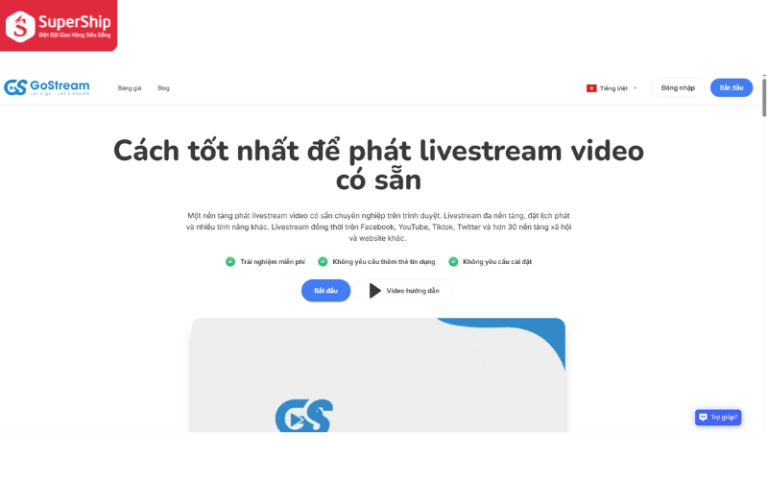 SuperShip
Biệt Đội Giao Hàng Siêu Đẳng
GoStream
Let's go... Let's stream
Bảng giá
Blog
Tiếng Việt
Đăng nhập
Bắt đầu
Cách tốt nhất để phát livestream video
có sẵn
Một nền tảng phát livestream video có sẵn chuyên nghiệp trên trình duyệt. Livestream đa nền tảng, đặt lịch phát
và nhiều tính năng khác. Livestream đồng thời trên Facebook, YouTube, Tiktok, Twitter và hơn 30 nền tảng xã hội
và website khác.
Trải nghiệm miễn phí
Không yêu cầu thêm thẻ tín dụng
Không yêu cầu cài đặt
Bắt đầu
Video hướng dẫn
GS
Trợ giúp?